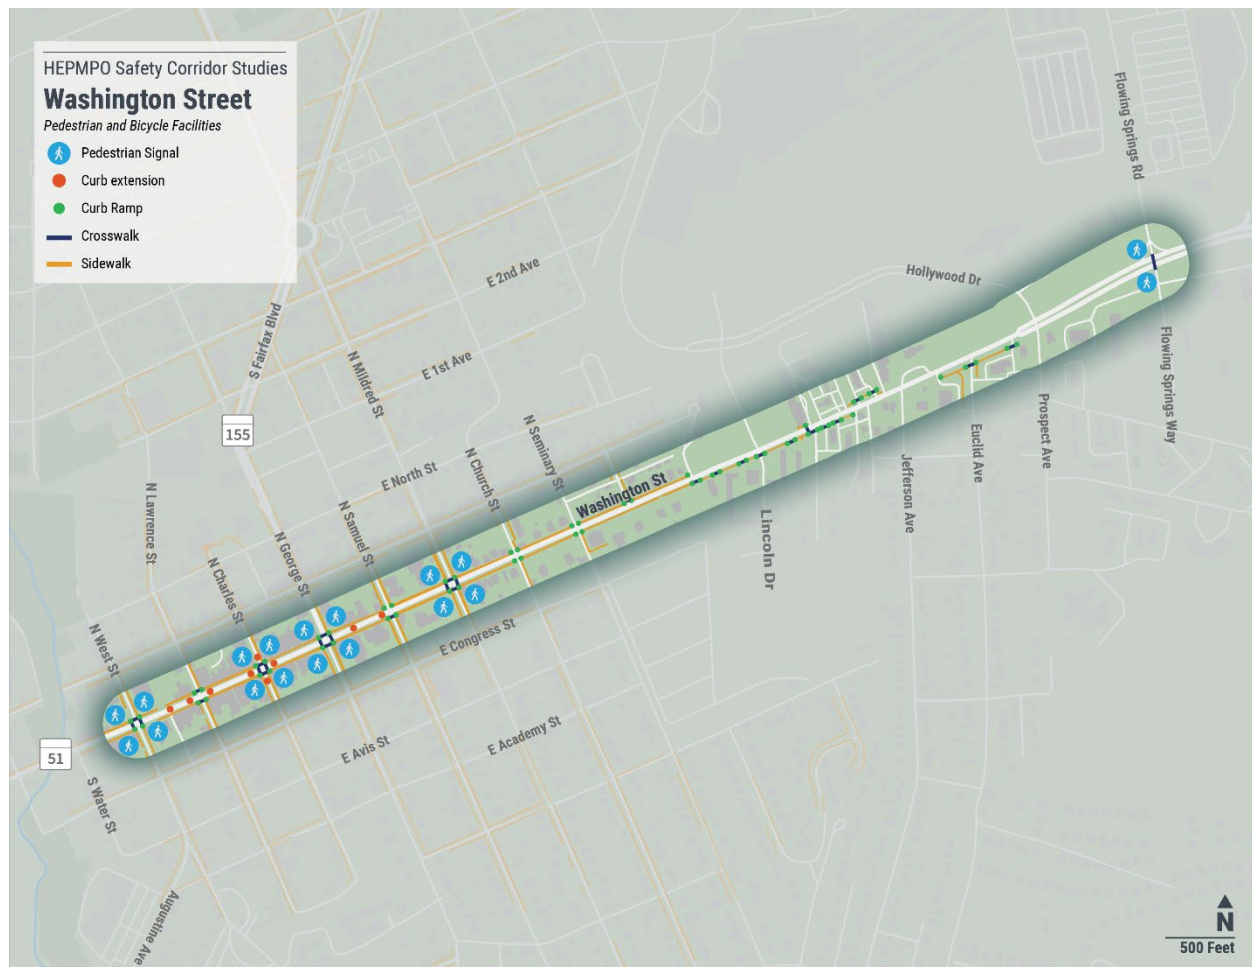 HEPMPO Safety Corridor Studies
Washington Street
Pedestrian and Bicycle Facilities
Pedestrian Signal
Curb extension
Curb Ramp
Crosswalk
Sidewalk
Flowing Springs Rd
Hollywood Dr
E 2nd Ave
S Fairfax Blvd
E 1st Ave
N Mildred St
155
N Seminary St
N Church St
E North St
Washington St
Flowing Springs Way
Prospect Ave
Euclid Ave
Jefferson Ave
Lincoln Dr
N Lawrence St
N Samuel St
N George St
N Charles St
N West St
E Congress St
E Avis St
E Academy St
51
S Water St
Augustine Ave
N
500 Feet